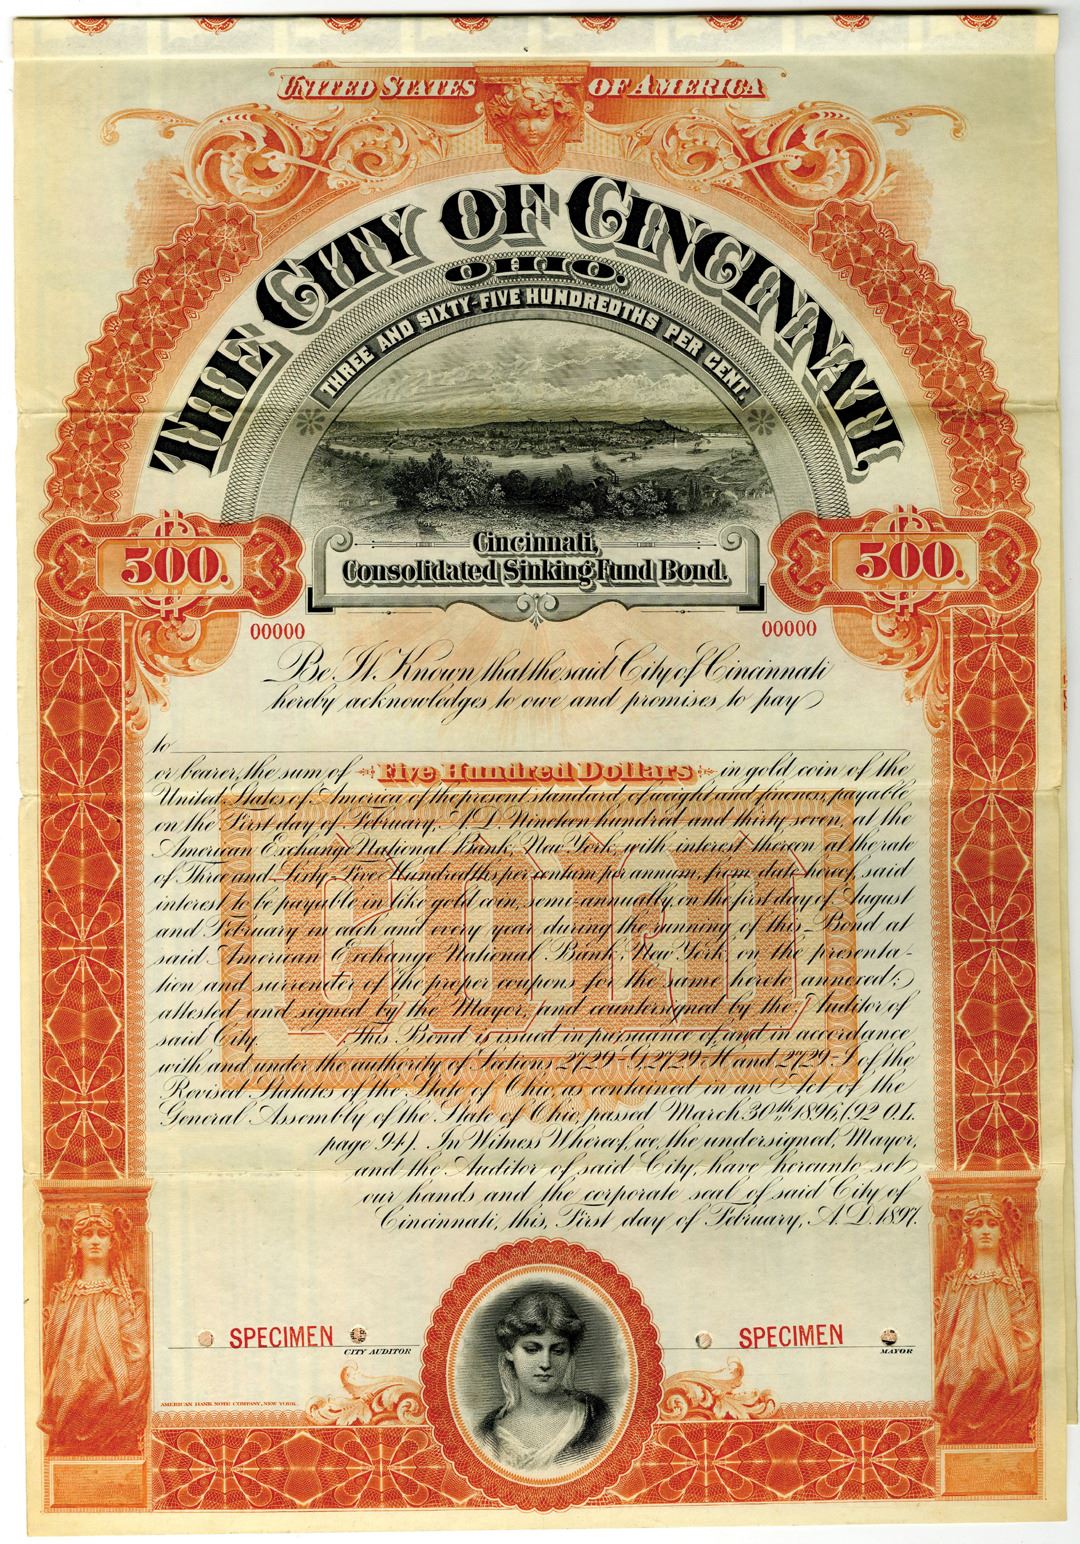 UNITED STATES OF AMERICA
THE CITY OF CINCINNATI,
OHIO.
THREE AND SIXTY-FIVE HUNDREDTHS PER CENT.
Cincinnati,
Consolidated Sinking Fund Bond.
500.
500.
00000
00000
Be It Known that the said City of Cincinnati
hereby acknowledges to owe and promises to pay
to
or bearer, the sum of Five Hundred Dollars in gold coin of the
United States of America of the present standard of weight and fineness, payable
on the First day of February, A.D. Nineteen hundred and thirty seven, at the
American Exchange National Bank, New York, with interest thereon at the rate
of Three and Sixty-Five Hundredths per centum per annum, from date hereof, said
interest to be payable in like gold coin, semi-annually, on the first day of August
and February in each and every year during the running of this Bond at
said American Exchange National Bank, New York, on the presenta-
tion and surrender of the proper coupons for the same hereto annexed;
attested and signed by the Mayor, and countersigned by the Auditor of
said City. This Bond is issued in pursuance of, and in accordance
with and under the authority of Sections 2729-G, 2729-H and 2729-I of the
Revised Statutes of the State of Ohio, as contained in an Act of the
General Assembly of the State of Ohio, passed March 30th 1896, (92 O.L.
page 94). In Witness Whereof, we, the undersigned, Mayor,
and the Auditor of said City, have hereunto set
our hands and the corporate seal of said City of
Cincinnati, this, First day of February, A.D. 1897.
GOLD
SPECIMEN
CITY AUDITOR
SPECIMEN
MAYOR
AMERICAN BANK NOTE COMPANY, NEW YORK.